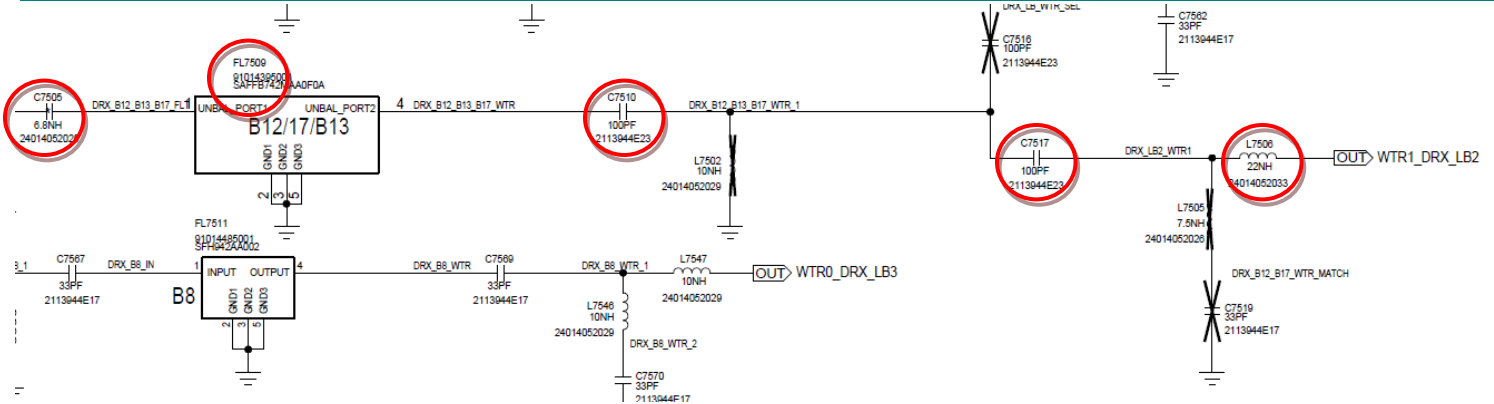 DRX_LB_WTR_SEL
C7516
100PF
2113944E23
C7562
33PF
2113944E17
C7505
6.8NH
DRX_B12_B13_B17_FLT
FL7509
SAFFB742MAA0F0A
1
UNBAL_PORT1
UNBAL_PORT2
B12/17/B13
GND1
GND2
GND3
2
3
5
4
DRX_B12_B13_B17_WTR
C7510
100PF
2113944E23
DRX_B12_B13_B17_WTR_1
L7502
10NH
24014052029
C7517
100PF
2113944E23
DRX_LB2_WTR1
L7506
22NH
24014052033
OUT
WTR1_DRX_LB2
L7505
7.5NH
24014052026
DRX_B12_B17_WTR_MATCH
C7519
33PF
2113944E17
C7567
33PF
2113944E17
DRX_B8_IN
FL7511
91014485001
SFH942AA002
1
INPUT
OUTPUT
4
B8
GND1
GND2
GND3
2
3
5
DRX_B8_WTR
C7569
33PF
2113944E17
DRX_B8_WTR_1
L7547
10NH
24014052029
OUT
WTR0_DRX_LB3
L7546
10NH
24014052029
DRX_B8_WTR_2
C7570
33PF
2113944E17